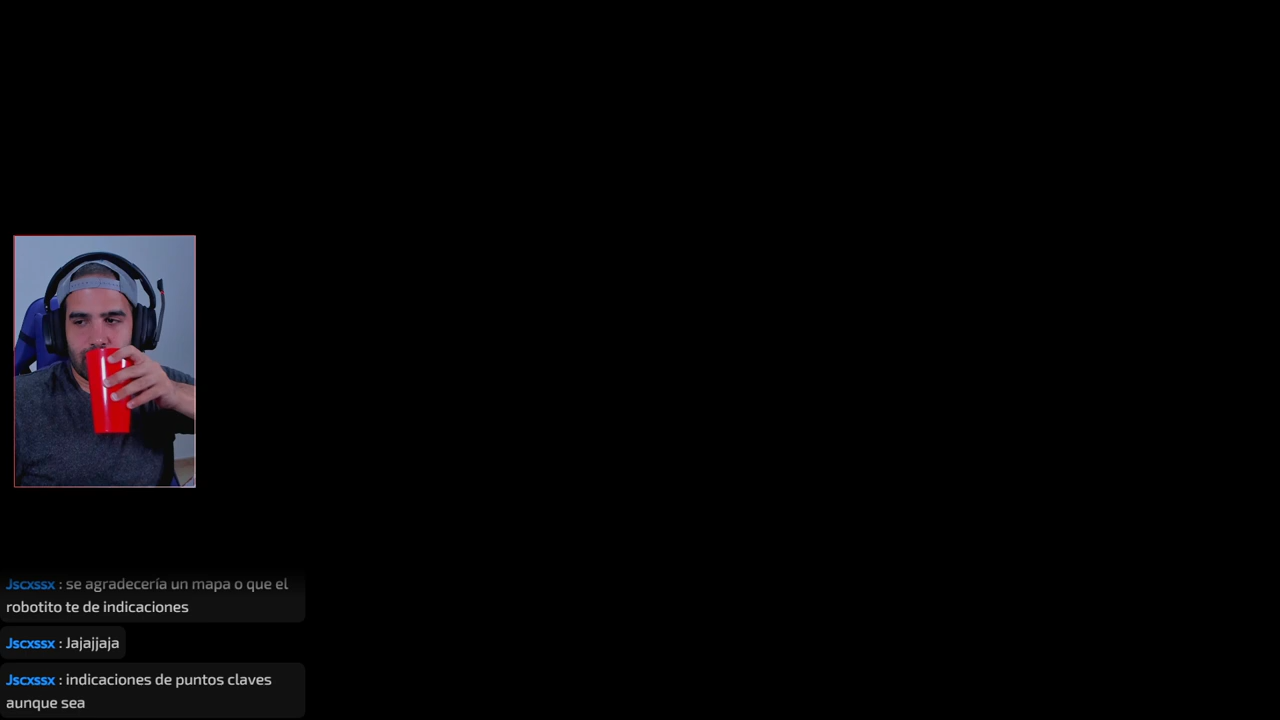 Jscxssx : se agradecería un mapa o que el
robotito te de indicaciones
Jscxssx : Jajajjaja
Jscxssx : indicaciones de puntos claves
aunque sea